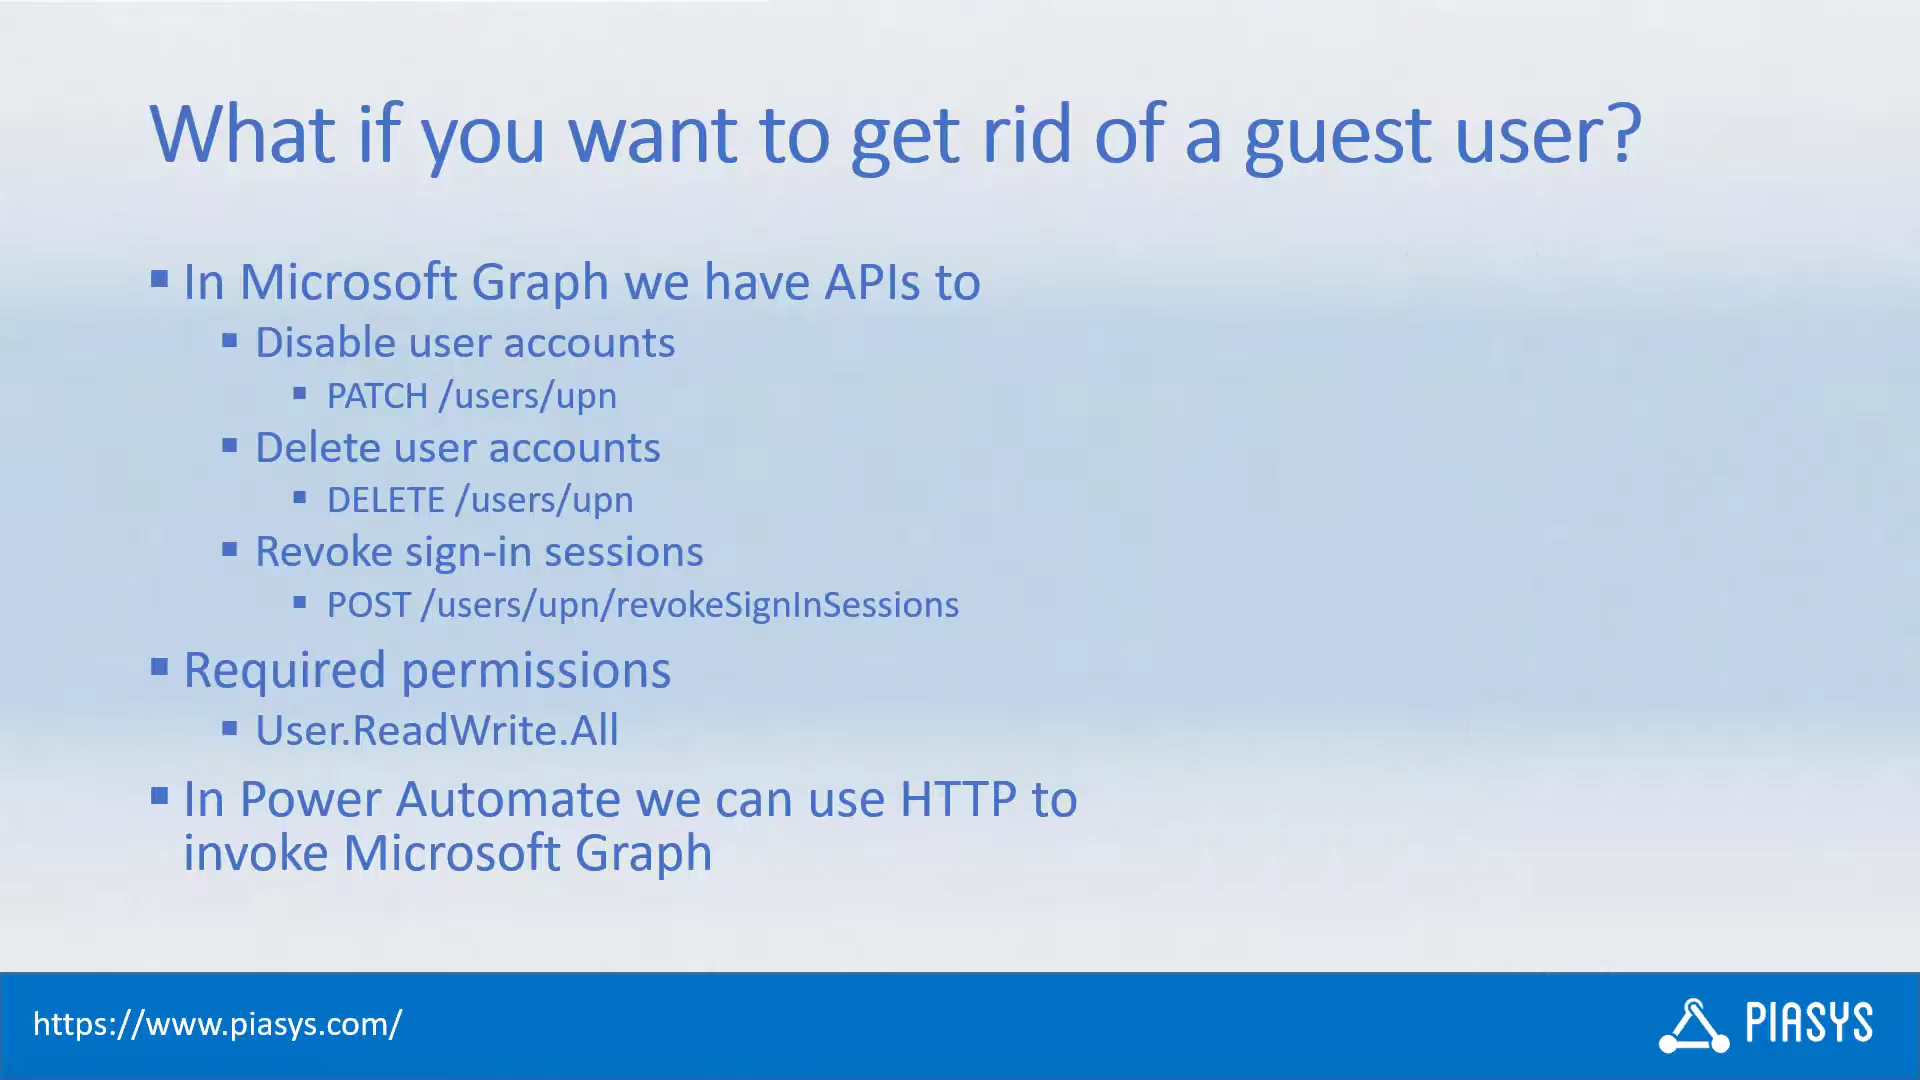 What if you want to get rid of a guest user?
In Microsoft Graph we have APIs to
Disable user accounts
PATCH /users/upn
Delete user accounts
DELETE /users/upn
Revoke sign-in sessions
POST /users/upn/revokeSignInSessions
Required permissions
User.ReadWrite.All
In Power Automate we can use HTTP to
invoke Microsoft Graph
https://www.piasys.com/
PIASYS